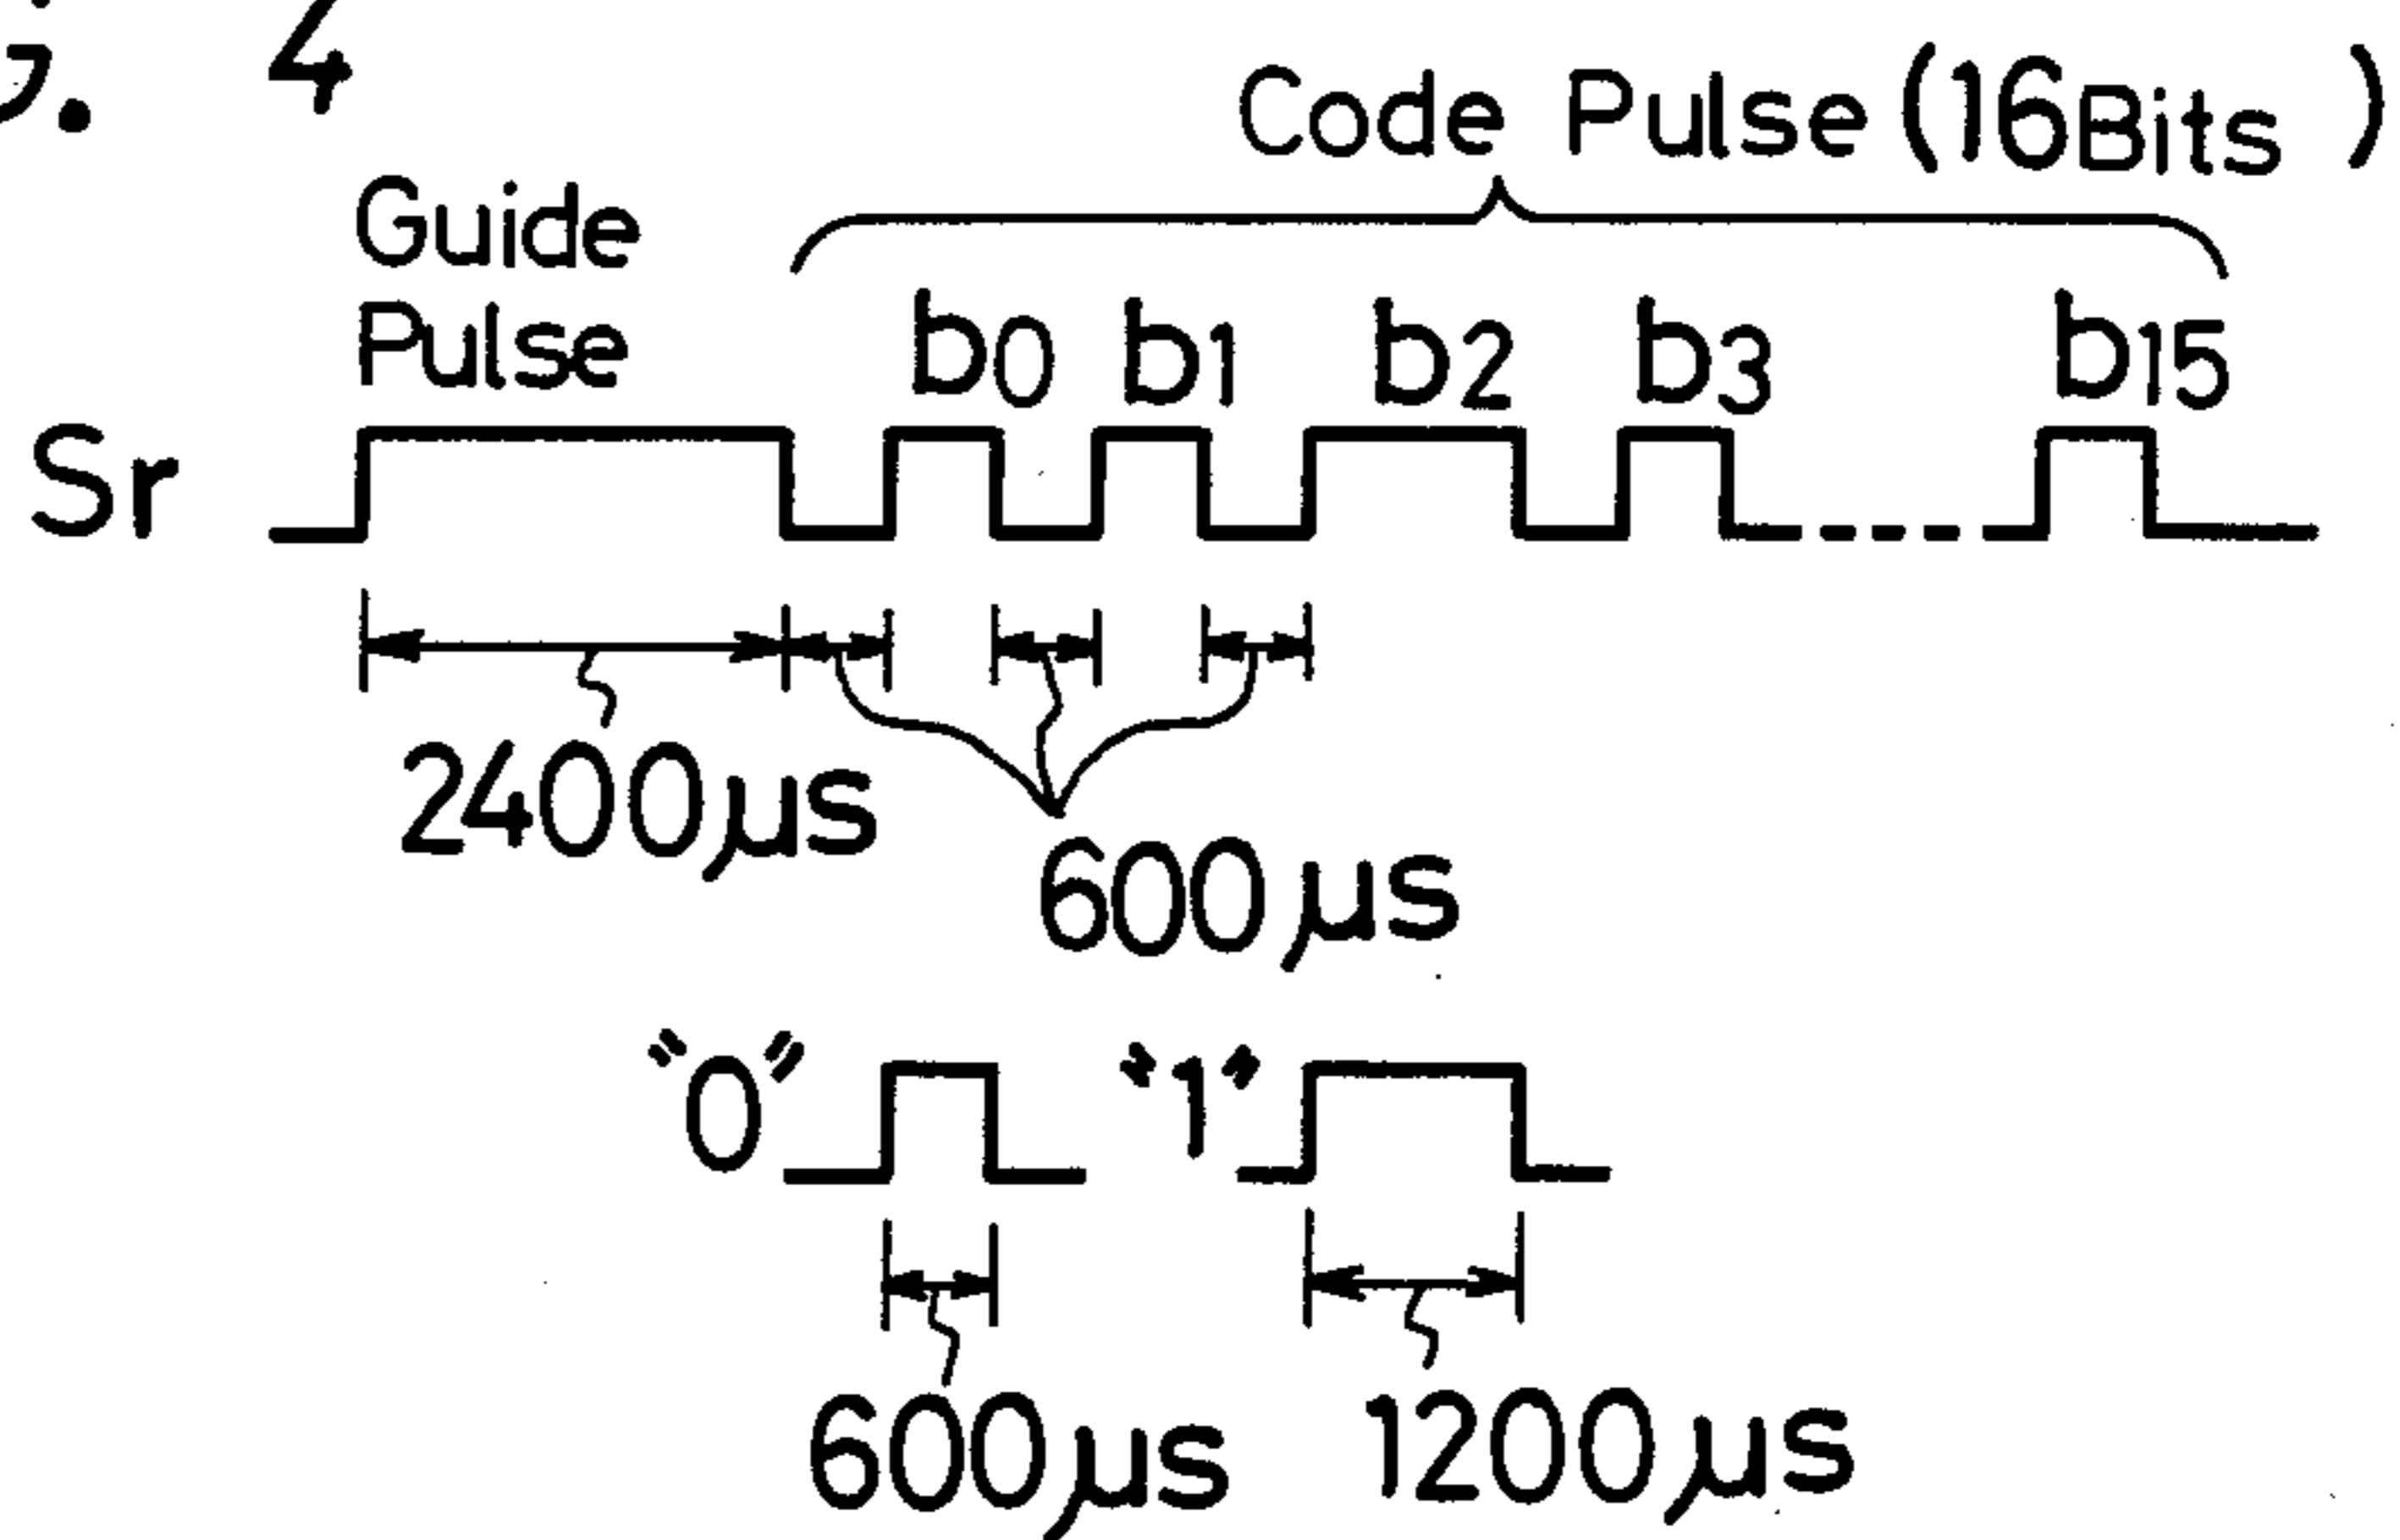 4
Code Pulse (16Bits )
Guide
Pulse
b0 b1 b2 b3 b15
Sr
2400µs
600µs
"0" "1"
600µs 1200µs